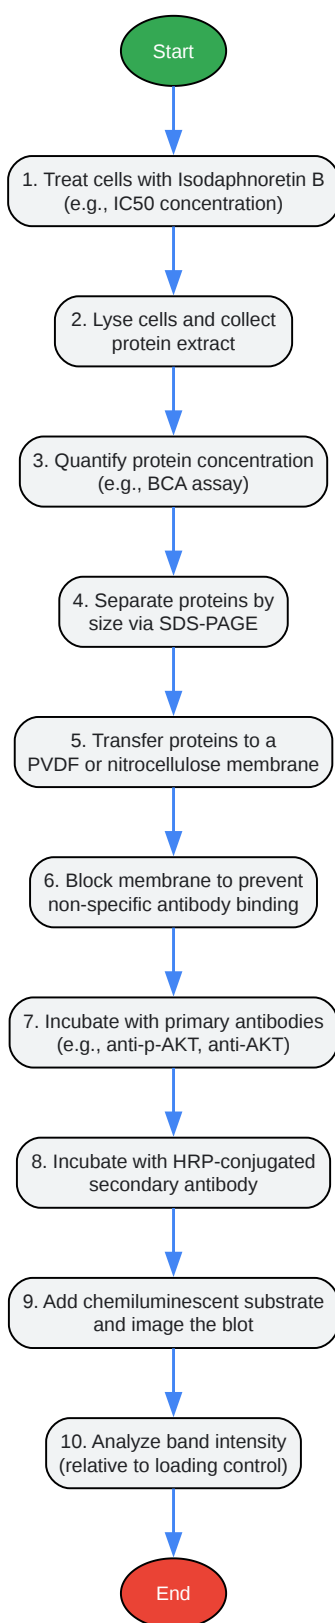 Start
1. Treat cells with Isodaphnoretin B
(e.g., IC50 concentration)
2. Lyse cells and collect
protein extract
3. Quantify protein concentration
(e.g., BCA assay)
4. Separate proteins by
size via SDS-PAGE
5. Transfer proteins to a
PVDF or nitrocellulose membrane
6. Block membrane to prevent
non-specific antibody binding
7. Incubate with primary antibodies
(e.g., anti-p-AKT, anti-AKT)
8. Incubate with HRP-conjugated
secondary antibody
9. Add chemiluminescent substrate
and image the blot
10. Analyze band intensity
(relative to loading control)
End